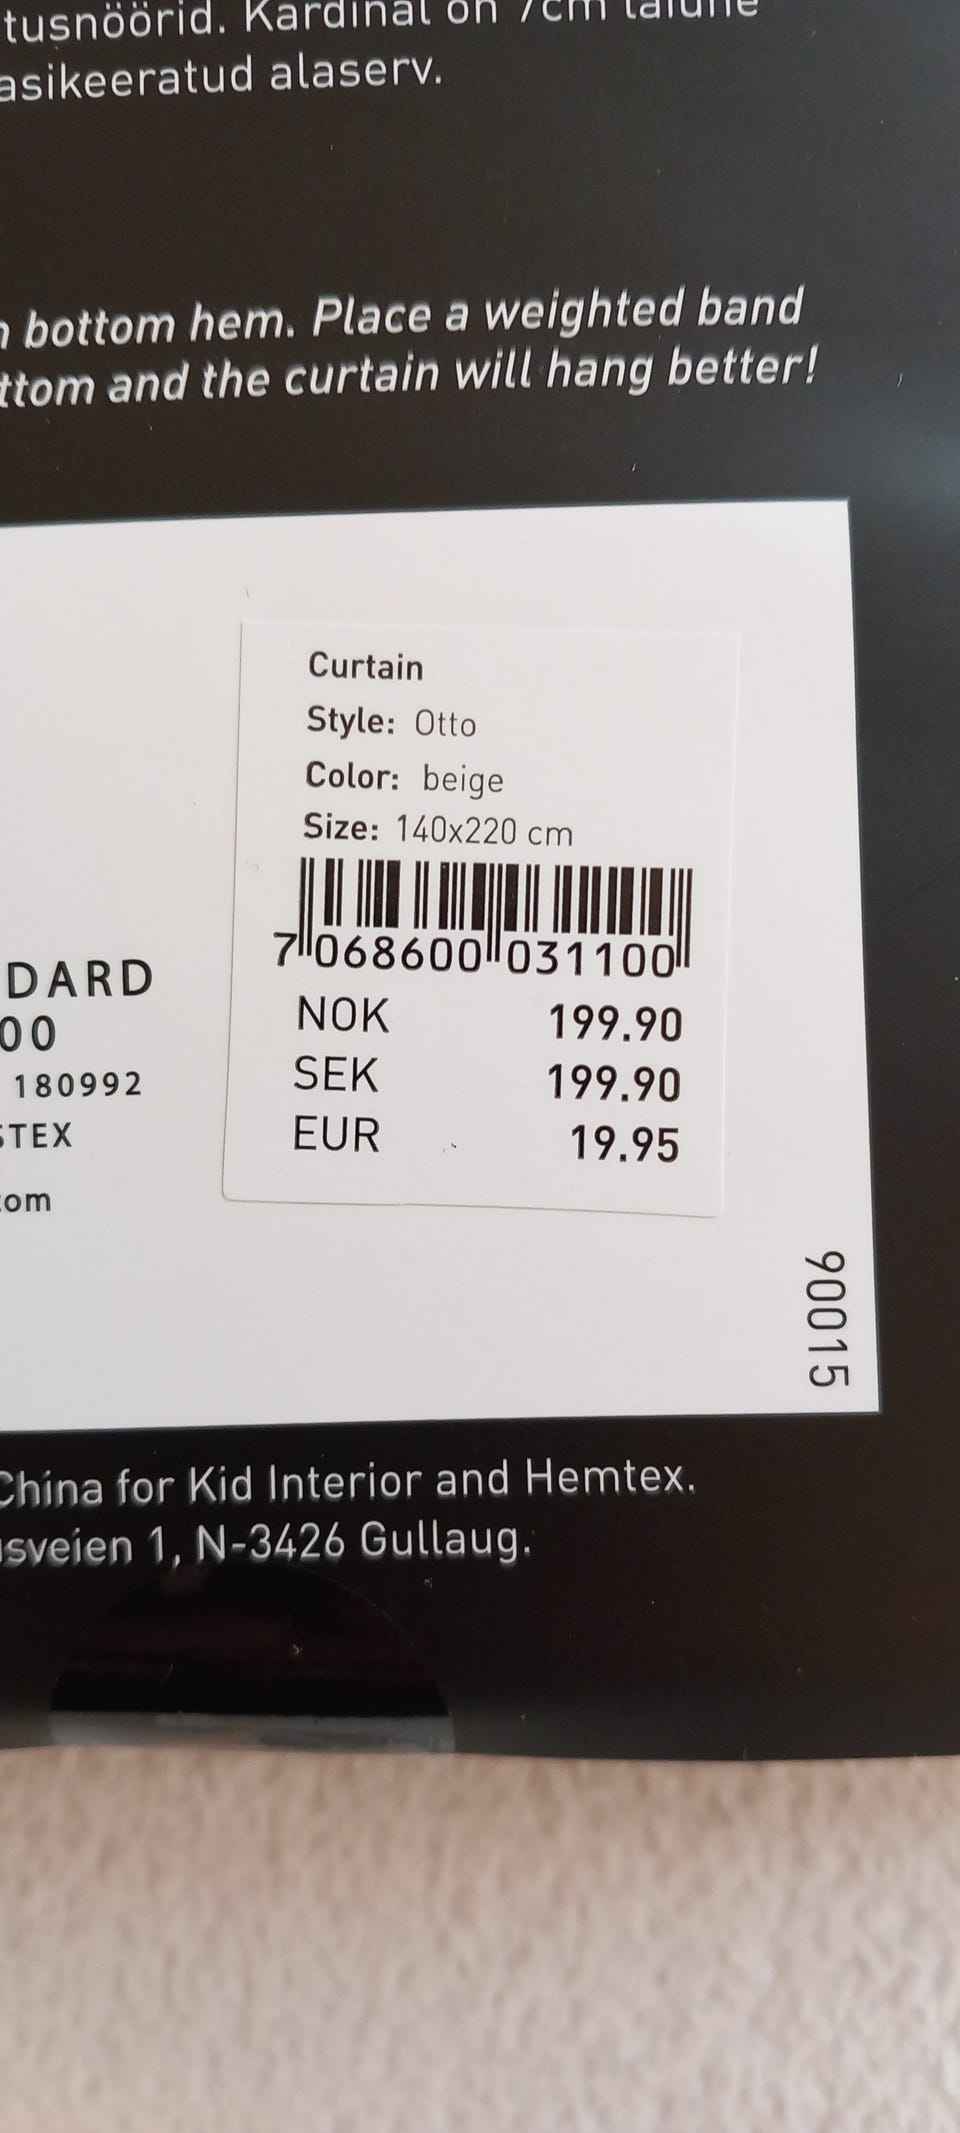 tusnöörid. Kardinal on 7cm laiune
asikeeratud alaserv.
bottom hem. Place a weighted band
ttom and the curtain will hang better!
Curtain
Style: Otto
Color: beige
Size: 140x220 cm
7 068600 031100
DARD
00
180992
STEX
com
NOK 199.90
SEK 199.90
EUR 19.95
90015
China for Kid Interior and Hemtex.
sveien 1, N-3426 Gullaug.